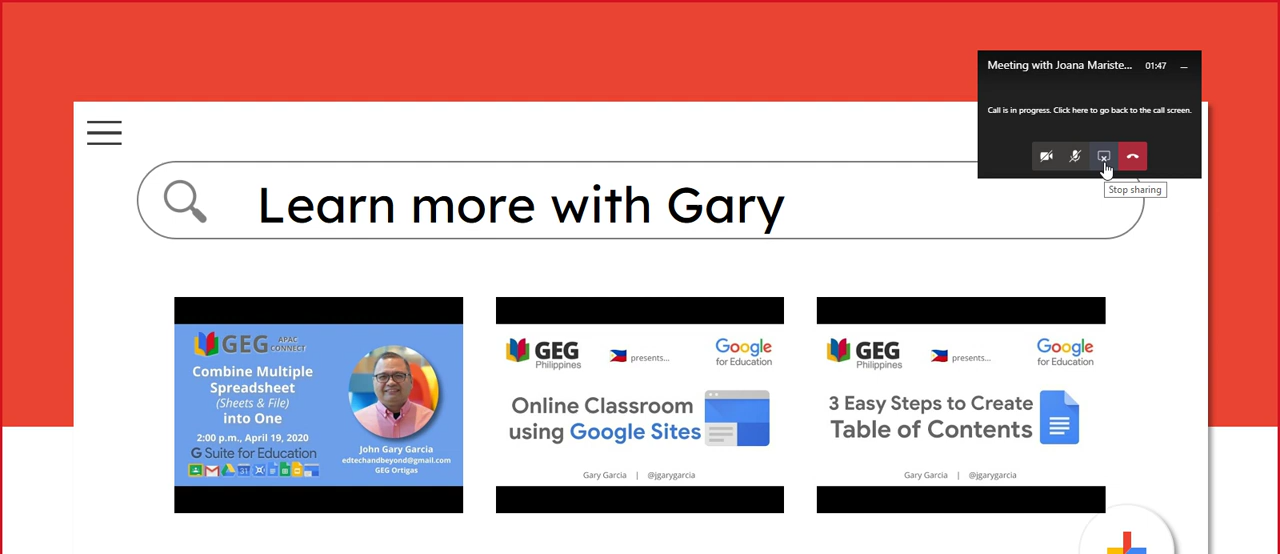 Meeting with Joana Mariste... 01:47
Call is in progress. Click here to go back to the call screen.
Stop sharing
Learn more with Gary
GEG APAC CONNECT
Combine Multiple
Spreadsheet
(Sheets & File)
into One
2:00 p.m., April 19, 2020
G Suite for Education
John Gary Garcia
edtechandbeyond@gmail.com
GEG Ortigas
GEG
Philippines
presents...
Google
for Education
Online Classroom
using Google Sites
Gary Garcia | @jgarygarcia
GEG
Philippines
presents...
Google
for Education
3 Easy Steps to Create
Table of Contents
Gary Garcia | @jgarygarcia